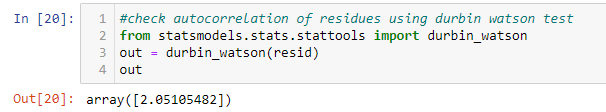 In [20]:
1 #check autocorrelation of residues using durbin watson test
2 from statsmodels.stats.stattools import durbin_watson
3 out = durbin_watson(resid)
4 out
Out[20]: array([2.05105482])